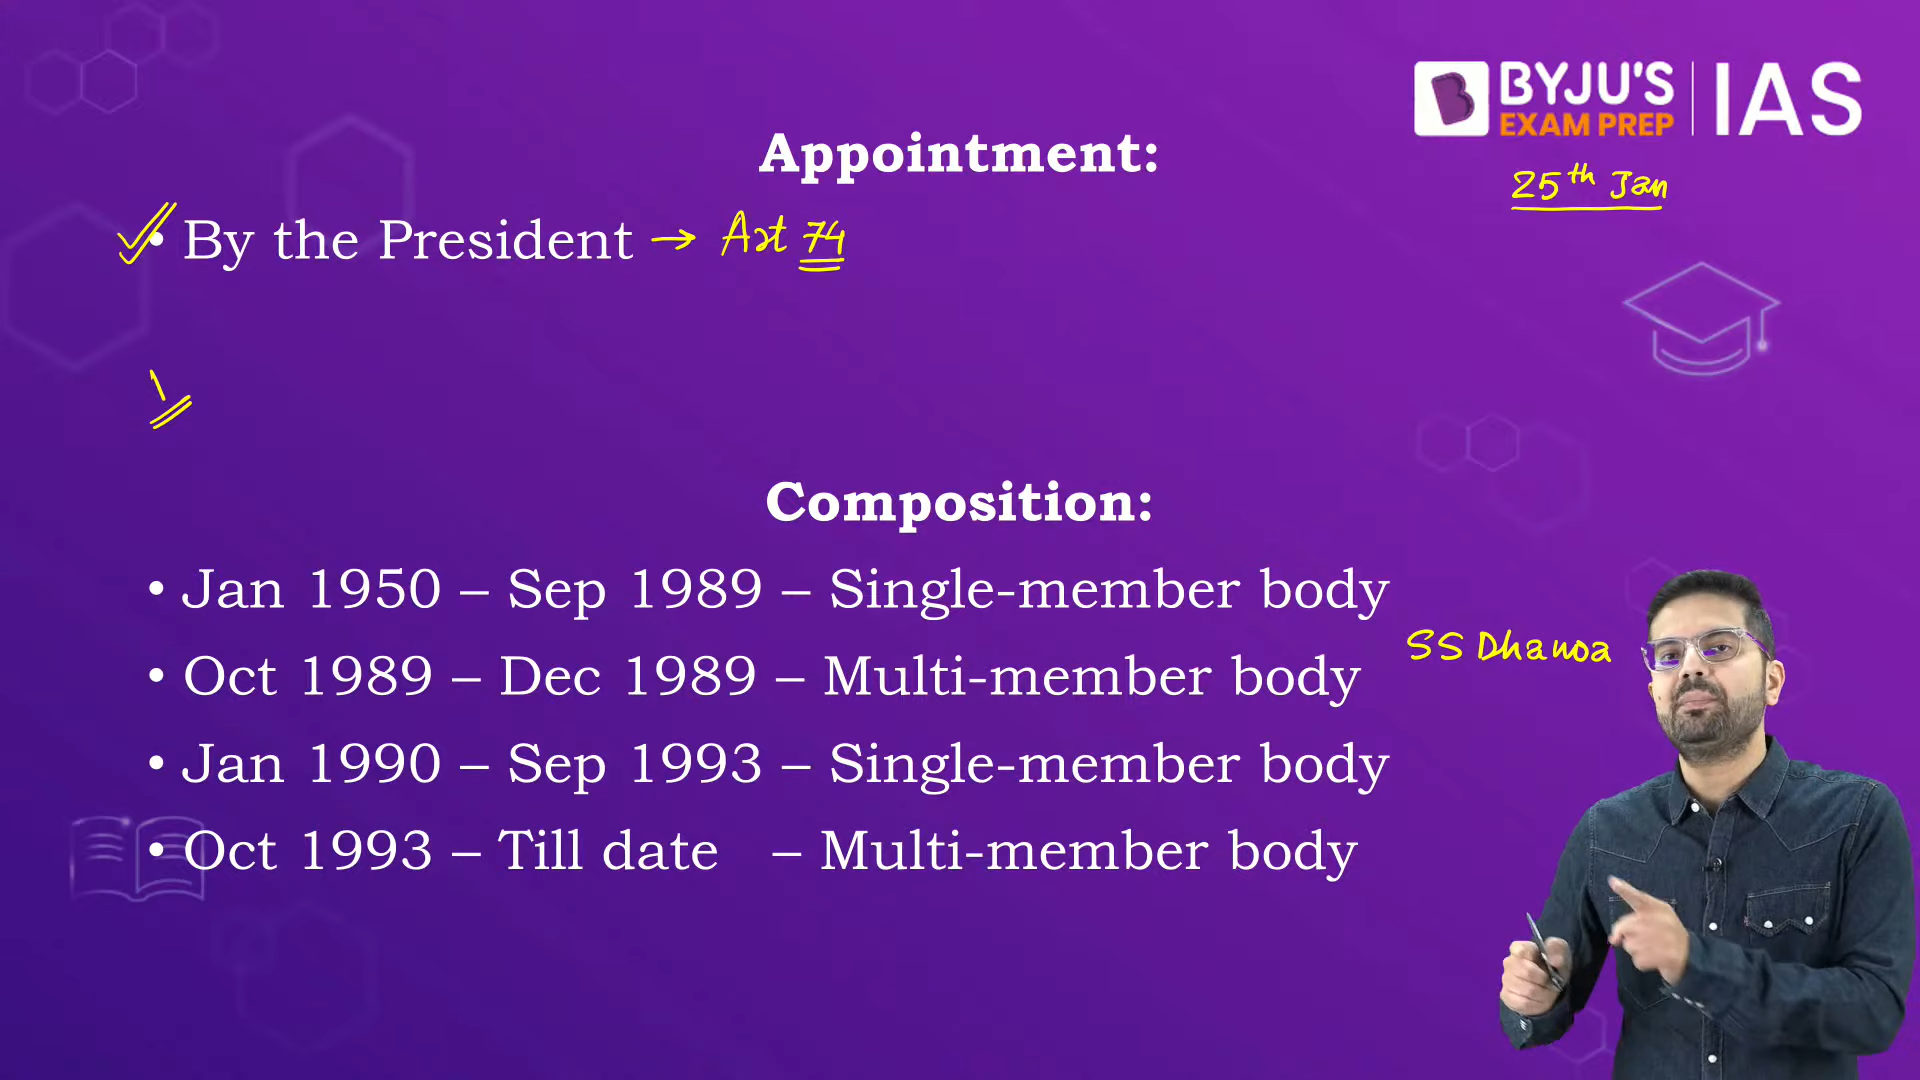 BYJU'S
EXAM PREP
IAS
25th Jan
Appointment:
• By the President → Art 74
Composition:
• Jan 1950 – Sep 1989 – Single-member body
SS Dhanoa
• Oct 1989 – Dec 1989 – Multi-member body
• Jan 1990 – Sep 1993 – Single-member body
• Oct 1993 – Till date – Multi-member body